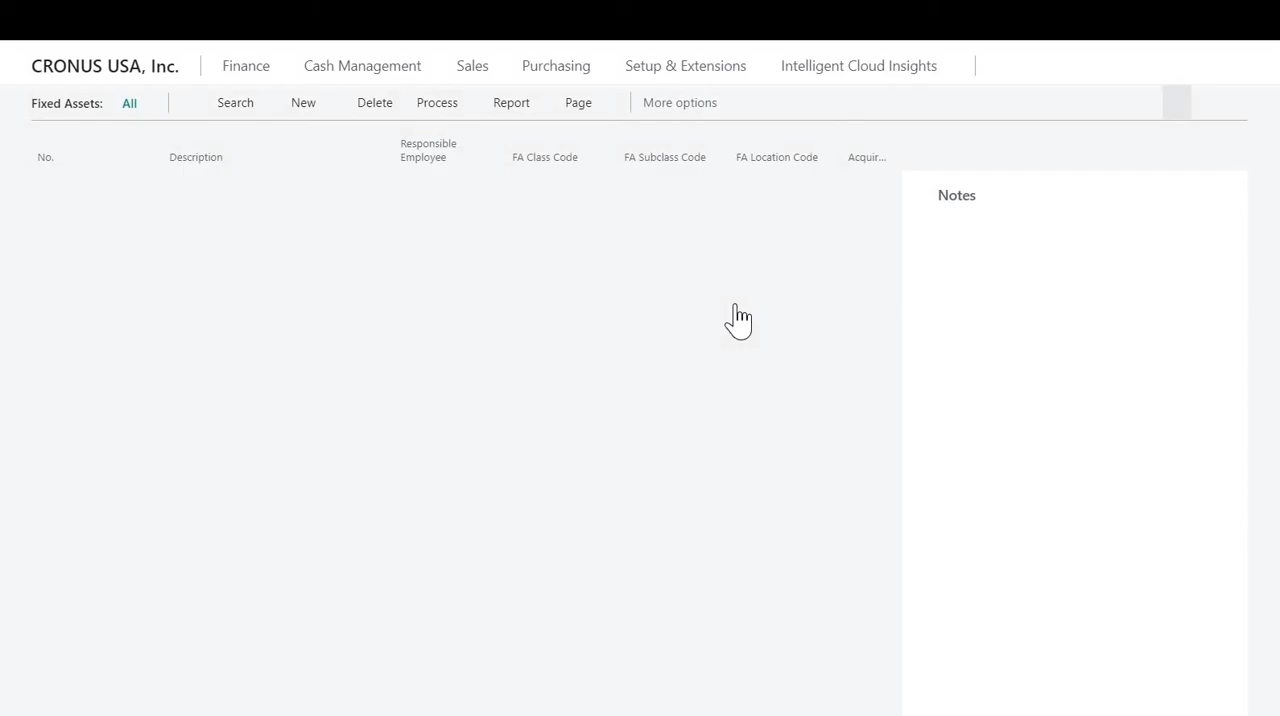 CRONUS USA, Inc. Finance Cash Management Sales Purchasing Setup & Extensions Intelligent Cloud Insights
Fixed Assets: All Search New Delete Process Report Page More options
No. Description Responsible Employee FA Class Code FA Subclass Code FA Location Code Acquir...
Notes